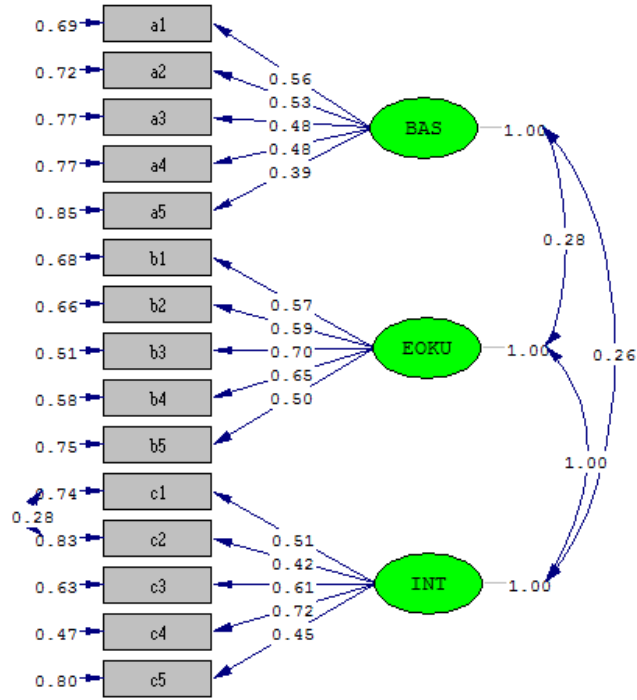 0.69 a1
0.72 a2
0.77 a3
0.77 a4
0.85 a5
0.56
0.53
0.48
0.48
0.39
BAS 1.00
0.68 b1
0.66 b2
0.51 b3
0.58 b4
0.75 b5
0.57
0.59
0.70
0.65
0.50
EOKU 1.00
0.74 c1
0.83 c2
0.63 c3
0.47 c4
0.80 c5
0.28
0.51
0.42
0.61
0.72
0.45
INT 1.00
0.28
0.26
1.00